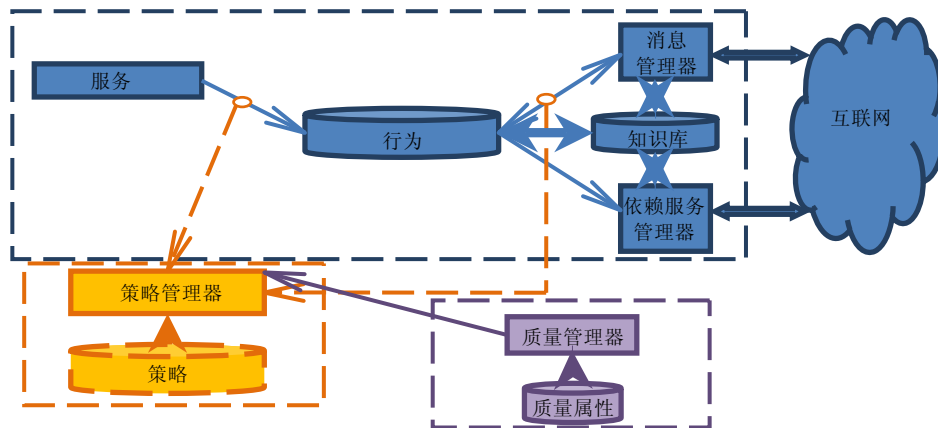 消息
管理器
服务
互联网
行为
知识库
依赖服务
管理器
策略管理器
质量管理器
策略
质量属性